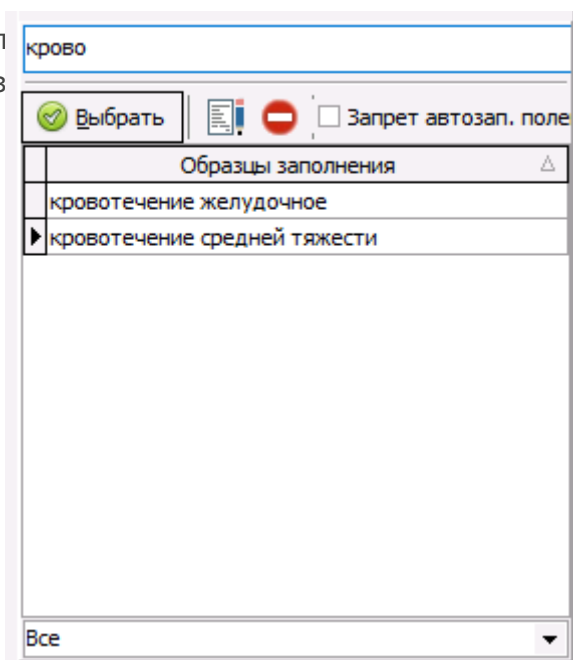 крово
Выбрать
Запрет автозап. поле
Образцы заполнения
кровотечение желудочное
кровотечение средней тяжести
Все